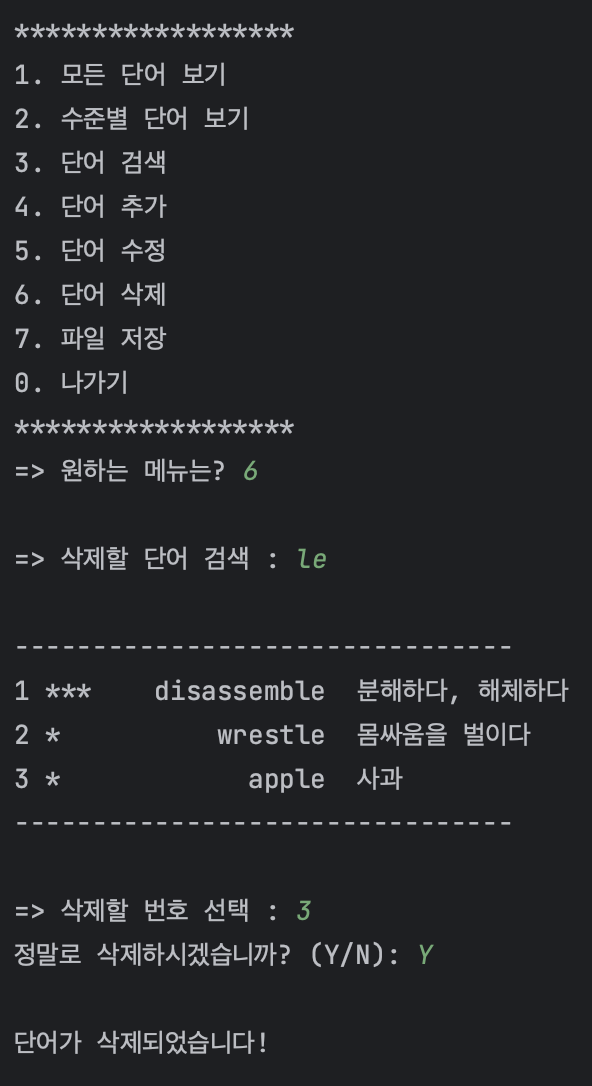 ******************
1. 모든 단어 보기
2. 수준별 단어 보기
3. 단어 검색
4. 단어 추가
5. 단어 수정
6. 단어 삭제
7. 파일 저장
0. 나가기
******************
=> 원하는 메뉴는? 6
=> 삭제할 단어 검색 : le
--------------------------------
1 ***    disassemble  분해하다, 해체하다
2 *          wrestle  몸싸움을 벌이다
3 *            apple  사과
--------------------------------
=> 삭제할 번호 선택 : 3
정말로 삭제하시겠습니까? (Y/N): Y
단어가 삭제되었습니다!